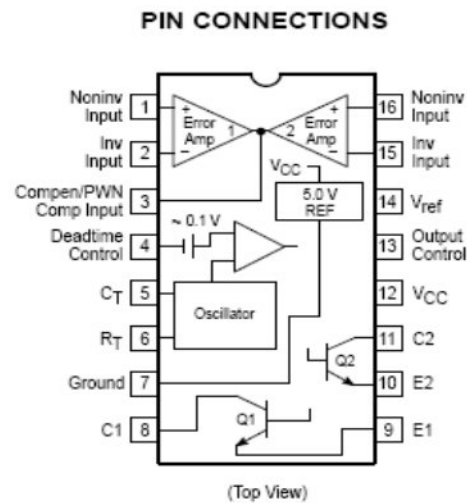 PIN CONNECTIONS
Noninv
Input
1
+
Error
Amp
1
−
Inv
Input
2
Compen/PWN
Comp Input
3
Deadtime
Control
4
~ 0.1 V
CT
5
RT
6
Oscillator
Ground
7
C1
8
Q1
2
+
Error
Amp
−
16
Noninv
Input
15
Inv
Input
VCC
5.0 V
REF
14
Vref
13
Output
Control
12
VCC
11
C2
Q2
10
E2
9
E1
(Top View)